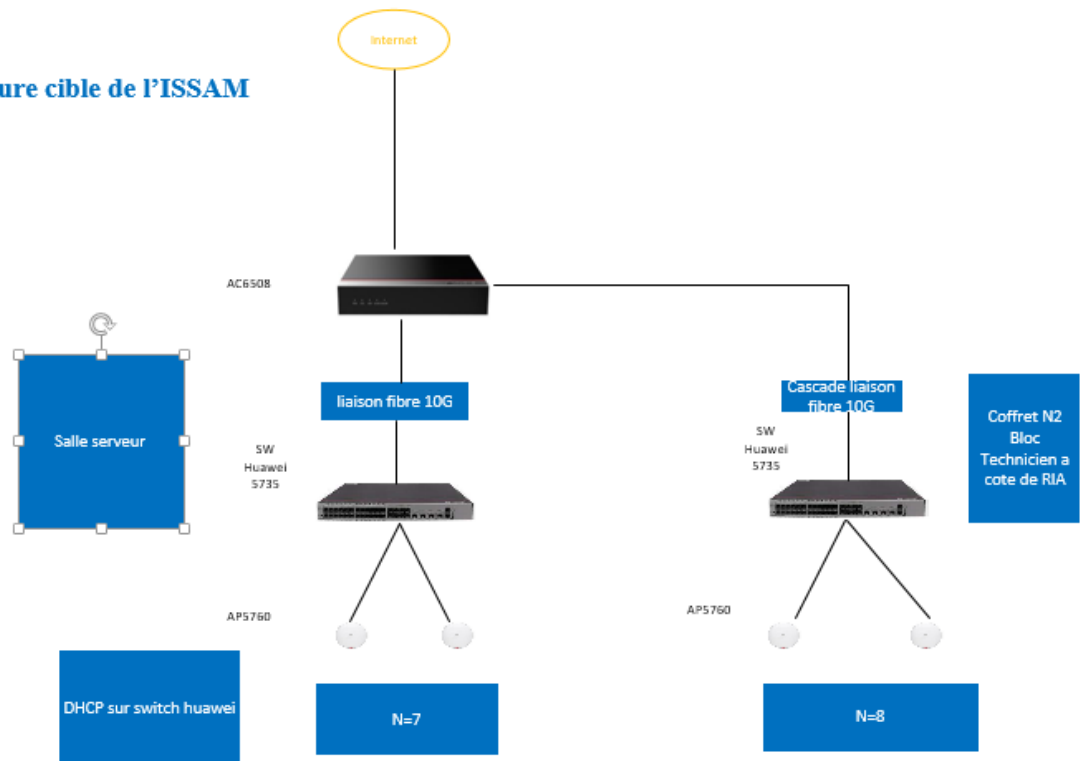 Internet
ure cible de l'ISSAM
AC6508
liaison fibre 10G
Cascade liaison
fibre 10G
Salle serveur
SW
Huawei
5735
SW
Huawei
5735
Coffret N2
Bloc
Technicien a
cote de RIA
AP5760
AP5760
DHCP sur switch huawei
N=7
N=8